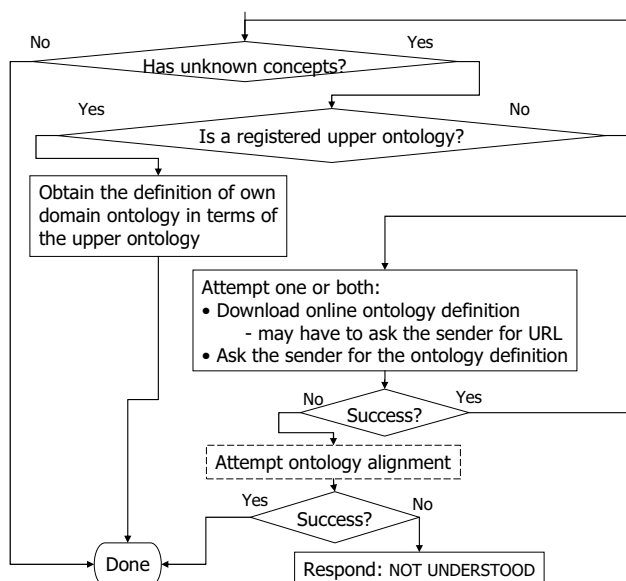 No
Yes
Has unknown concepts?
Yes
No
Is a registered upper ontology?
Obtain the definition of own
domain ontology in terms of
the upper ontology
Attempt one or both:
• Download online ontology definition
- may have to ask the sender for URL
• Ask the sender for the ontology definition
No
Yes
Success?
Attempt ontology alignment
Yes
No
Success?
Done
Respond: NOT UNDERSTOOD